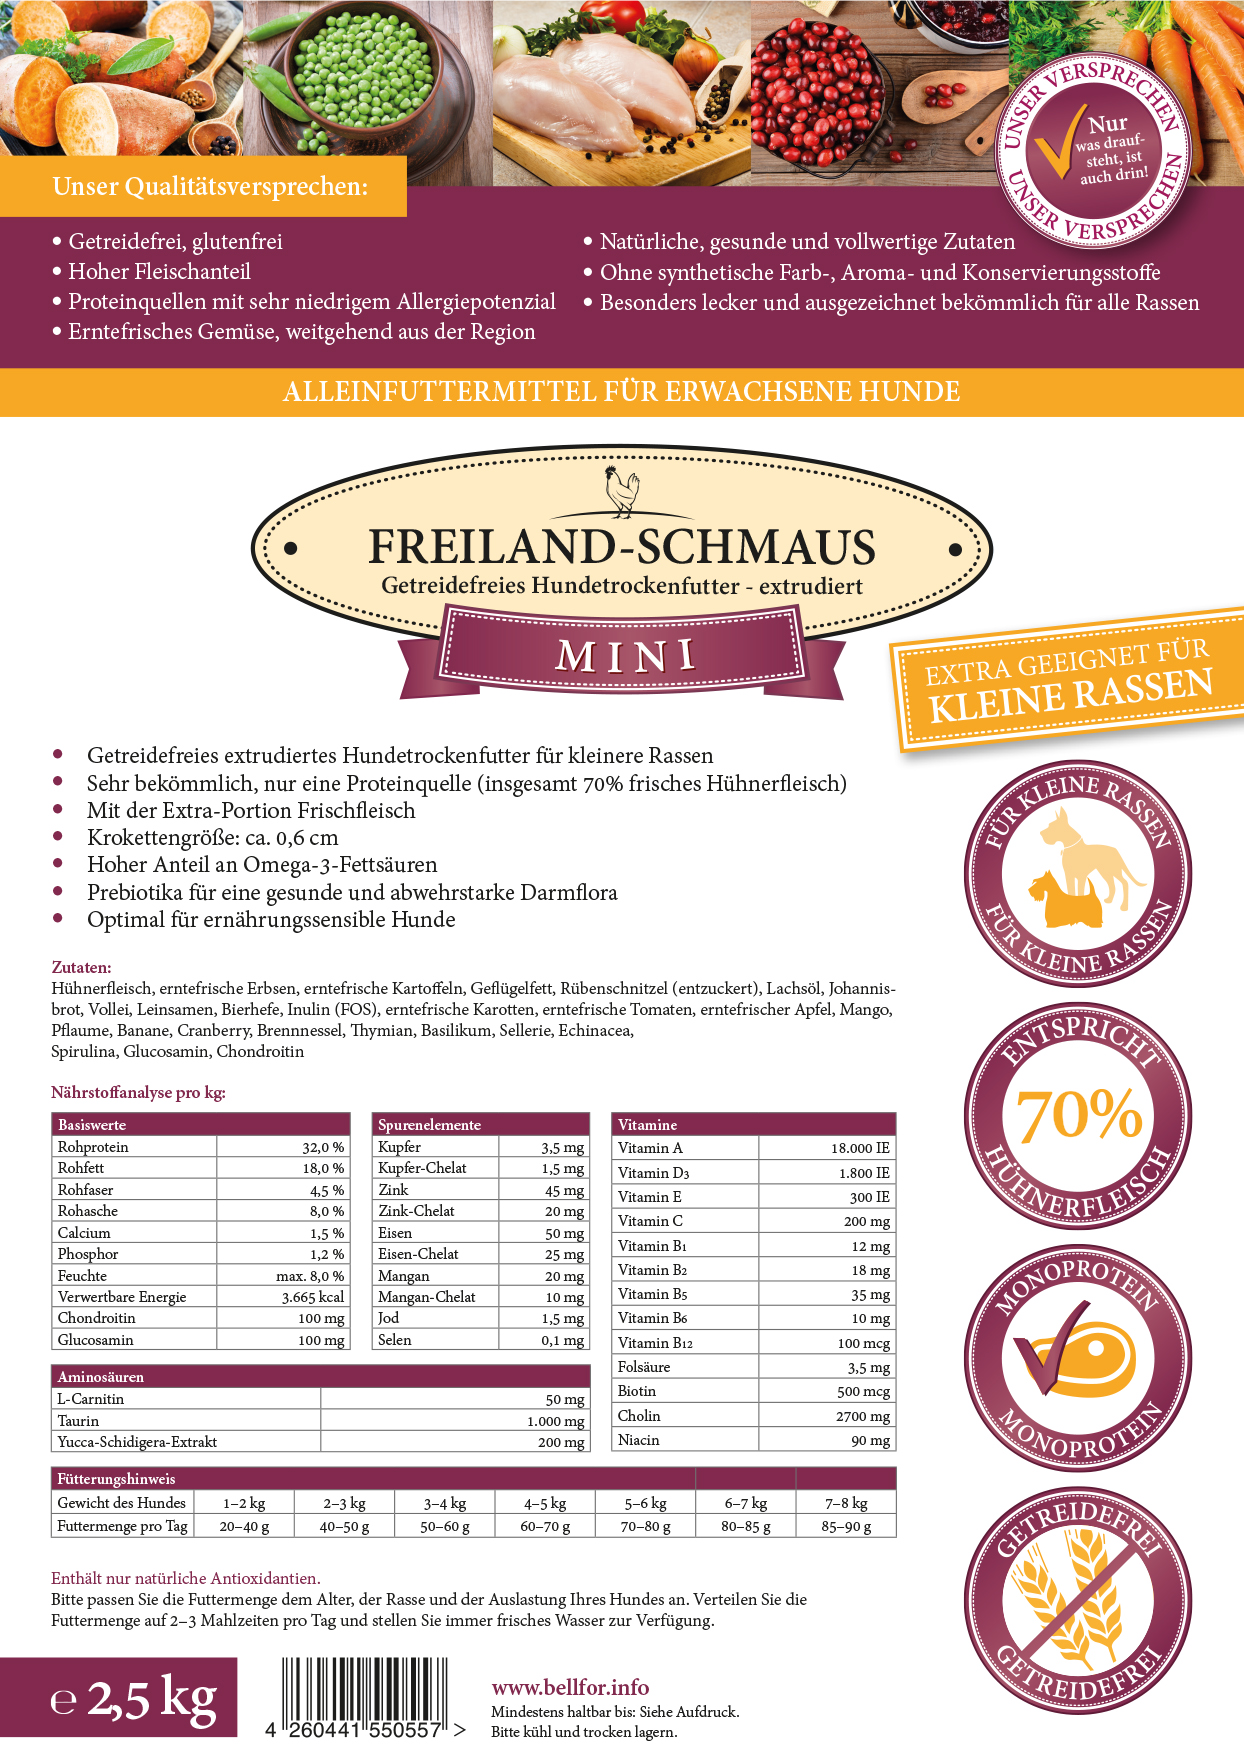 UNSER VERSPRECHEN
Nur
was drauf-
steht, ist
auch drin!
UNSER VERSPRECHEN
Unser Qualitätsversprechen:
• Getreidefrei, glutenfrei
• Hoher Fleischanteil
• Proteinquellen mit sehr niedrigem Allergiepotenzial
• Erntefrisches Gemüse, weitgehend aus der Region
• Natürliche, gesunde und vollwertige Zutaten
• Ohne synthetische Farb-, Aroma- und Konservierungsstoffe
• Besonders lecker und ausgezeichnet bekömmlich für alle Rassen
ALLEINFUTTERMITTEL FÜR ERWACHSENE HUNDE
FREILAND-SCHMAUS
Getreidefreies Hundetrockenfutter - extrudiert
MINI
EXTRA GEEIGNET FÜR
KLEINE RASSEN
• Getreidefreies extrudiertes Hundetrockenfutter für kleinere Rassen
• Sehr bekömmlich, nur eine Proteinquelle (insgesamt 70% frisches Hühnerfleisch)
• Mit der Extra-Portion Frischfleisch
• Krokettengröße: ca. 0,6 cm
• Hoher Anteil an Omega-3-Fettsäuren
• Prebiotika für eine gesunde und abwehrstarke Darmflora
• Optimal für ernährungssensible Hunde
FÜR KLEINE RASSEN
FÜR KLEINE RASSEN
Zutaten:
Hühnerfleisch, erntefrische Erbsen, erntefrische Kartoffeln, Geflügelfett, Rübenschnitzel (entzuckert), Lachsöl, Johannis-
brot, Vollei, Leinsamen, Bierhefe, Inulin (FOS), erntefrische Karotten, erntefrische Tomaten, erntefrischer Apfel, Mango,
Pflaume, Banane, Cranberry, Brennnessel, Thymian, Basilikum, Sellerie, Echinacea,
Spirulina, Glucosamin, Chondroitin
ENTSPRICHT
70%
HÜHNERFLEISCH
Nährstoffanalyse pro kg:
Basiswerte
Rohprotein 32,0 %
Rohfett 18,0 %
Rohfaser 4,5 %
Rohasche 8,0 %
Calcium 1,5 %
Phosphor 1,2 %
Feuchte max. 8,0 %
Verwertbare Energie 3.665 kcal
Chondroitin 100 mg
Glucosamin 100 mg
Spurenelemente
Kupfer 3,5 mg
Kupfer-Chelat 1,5 mg
Zink 45 mg
Zink-Chelat 20 mg
Eisen 50 mg
Eisen-Chelat 25 mg
Mangan 20 mg
Mangan-Chelat 10 mg
Jod 1,5 mg
Selen 0,1 mg
Vitamine
Vitamin A 18.000 IE
Vitamin D3 1.800 IE
Vitamin E 300 IE
Vitamin C 200 mg
Vitamin B1 12 mg
Vitamin B2 18 mg
Vitamin B5 35 mg
Vitamin B6 10 mg
Vitamin B12 100 mcg
Folsäure 3,5 mg
Biotin 500 mcg
Cholin 2700 mg
Niacin 90 mg
Aminosäuren
L-Carnitin 50 mg
Taurin 1.000 mg
Yucca-Schidigera-Extrakt 200 mg
MONOPROTEIN
MONOPROTEIN
Fütterungshinweis
Gewicht des Hundes 1–2 kg 2–3 kg 3–4 kg 4–5 kg 5–6 kg 6–7 kg 7–8 kg
Futtermenge pro Tag 20–40 g 40–50 g 50–60 g 60–70 g 70–80 g 80–85 g 85–90 g
GETREIDEFREI
GETREIDEFREI
Enthält nur natürliche Antioxidantien.
Bitte passen Sie die Futtermenge dem Alter, der Rasse und der Auslastung Ihres Hundes an. Verteilen Sie die
Futtermenge auf 2–3 Mahlzeiten pro Tag und stellen Sie immer frisches Wasser zur Verfügung.
℮ 2,5 kg
4 260441 550557 >
www.bellfor.info
Mindestens haltbar bis: Siehe Aufdruck.
Bitte kühl und trocken lagern.